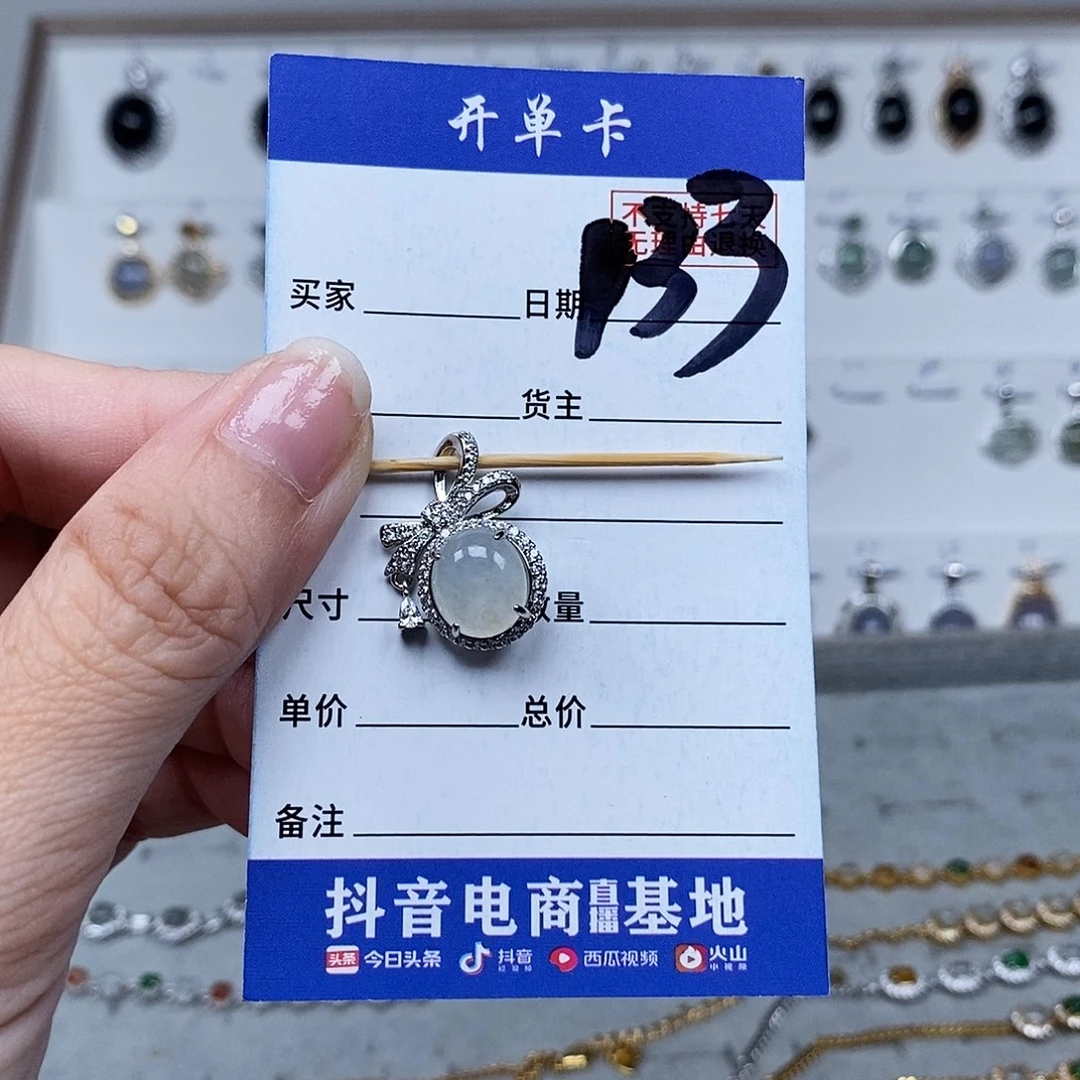 开单卡
不支持七天
无理由退换
买家 日期
货主
尺寸 数量
单价 总价
备注
抖音电商直播基地
头条 今日头条 抖音 西瓜视频 火山